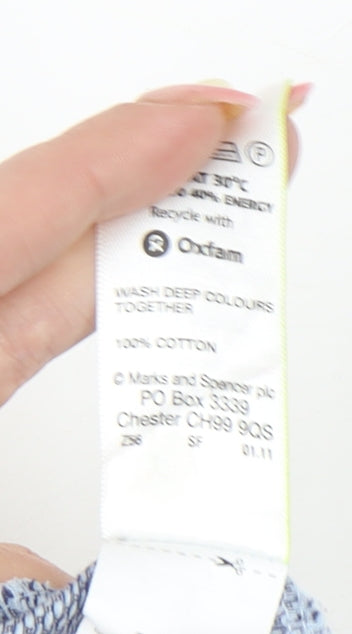 P
AT 30°C
40% ENERGY
Recycle with
Oxfam
WASH DEEP COLOURS
TOGETHER
100% COTTON
© Marks and Spencer plc
PO Box 3339
Chester CH99 9QS
Z56 SF 01.11